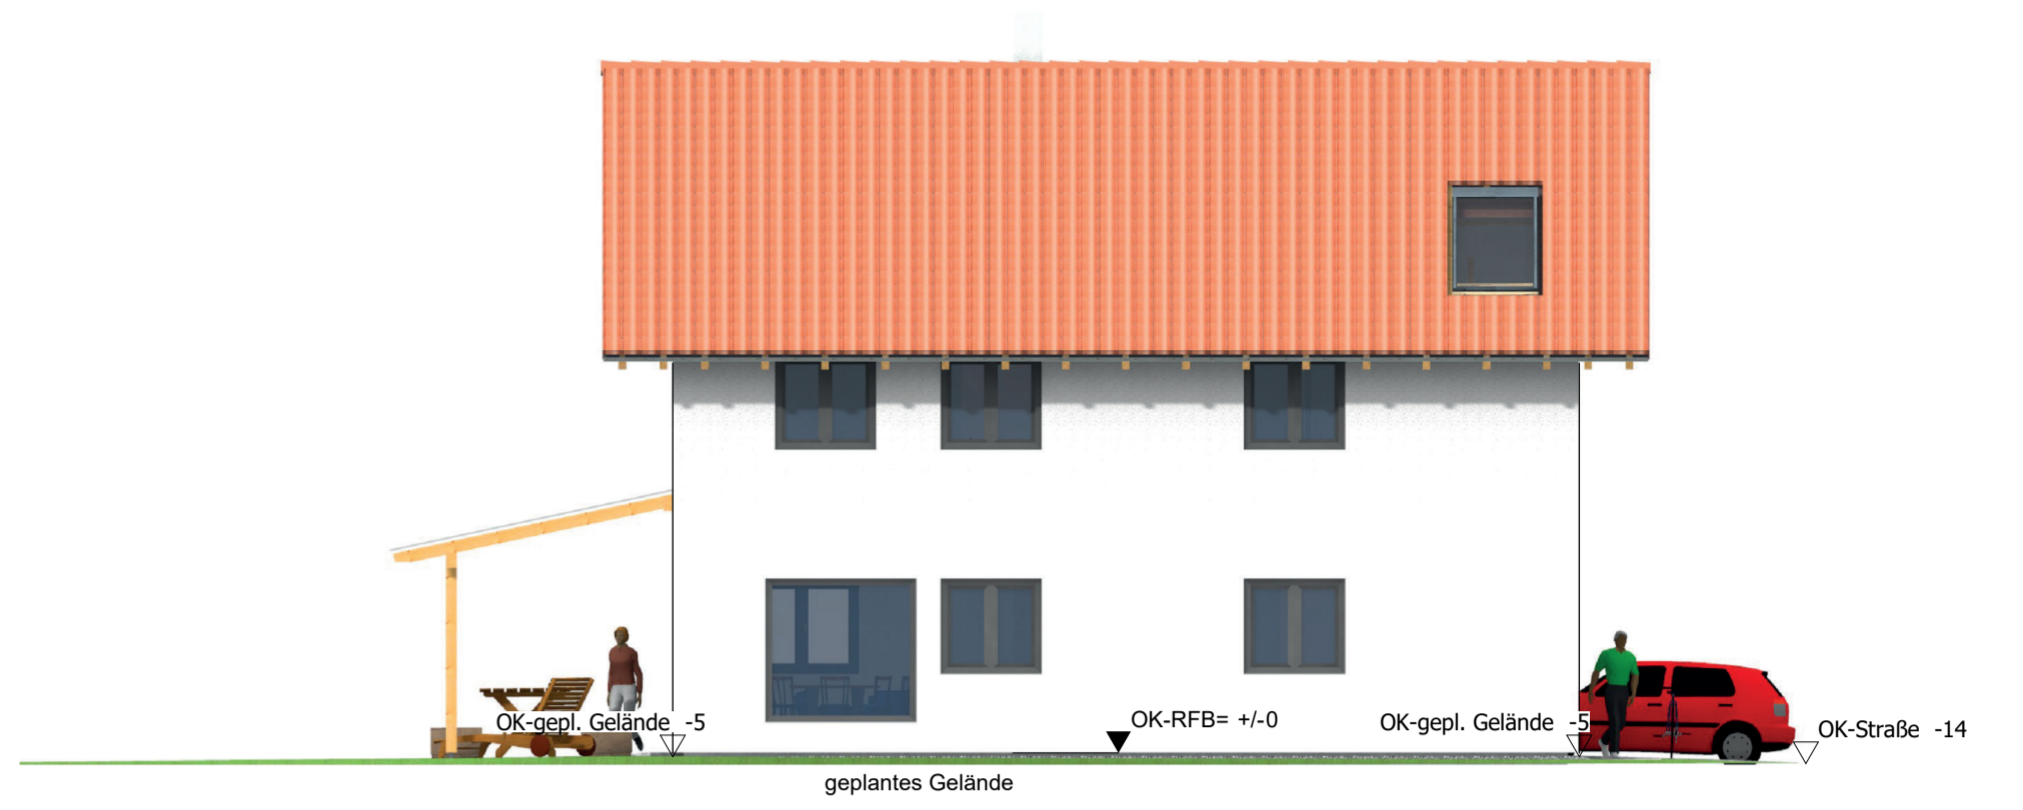 OK-gepl. Gelände -5
OK-RFB= +/-0
OK-gepl. Gelände -5
OK-Straße -14
geplantes Gelände